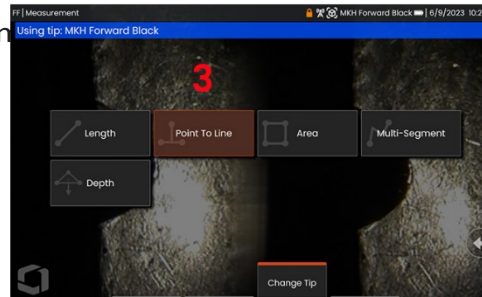 FF | Measurement MKH Forward Black | 6/9/2023 10:2
Using tip: MKH Forward Black
3
Length Point To Line Area Multi-Segment
Depth
Change Tip